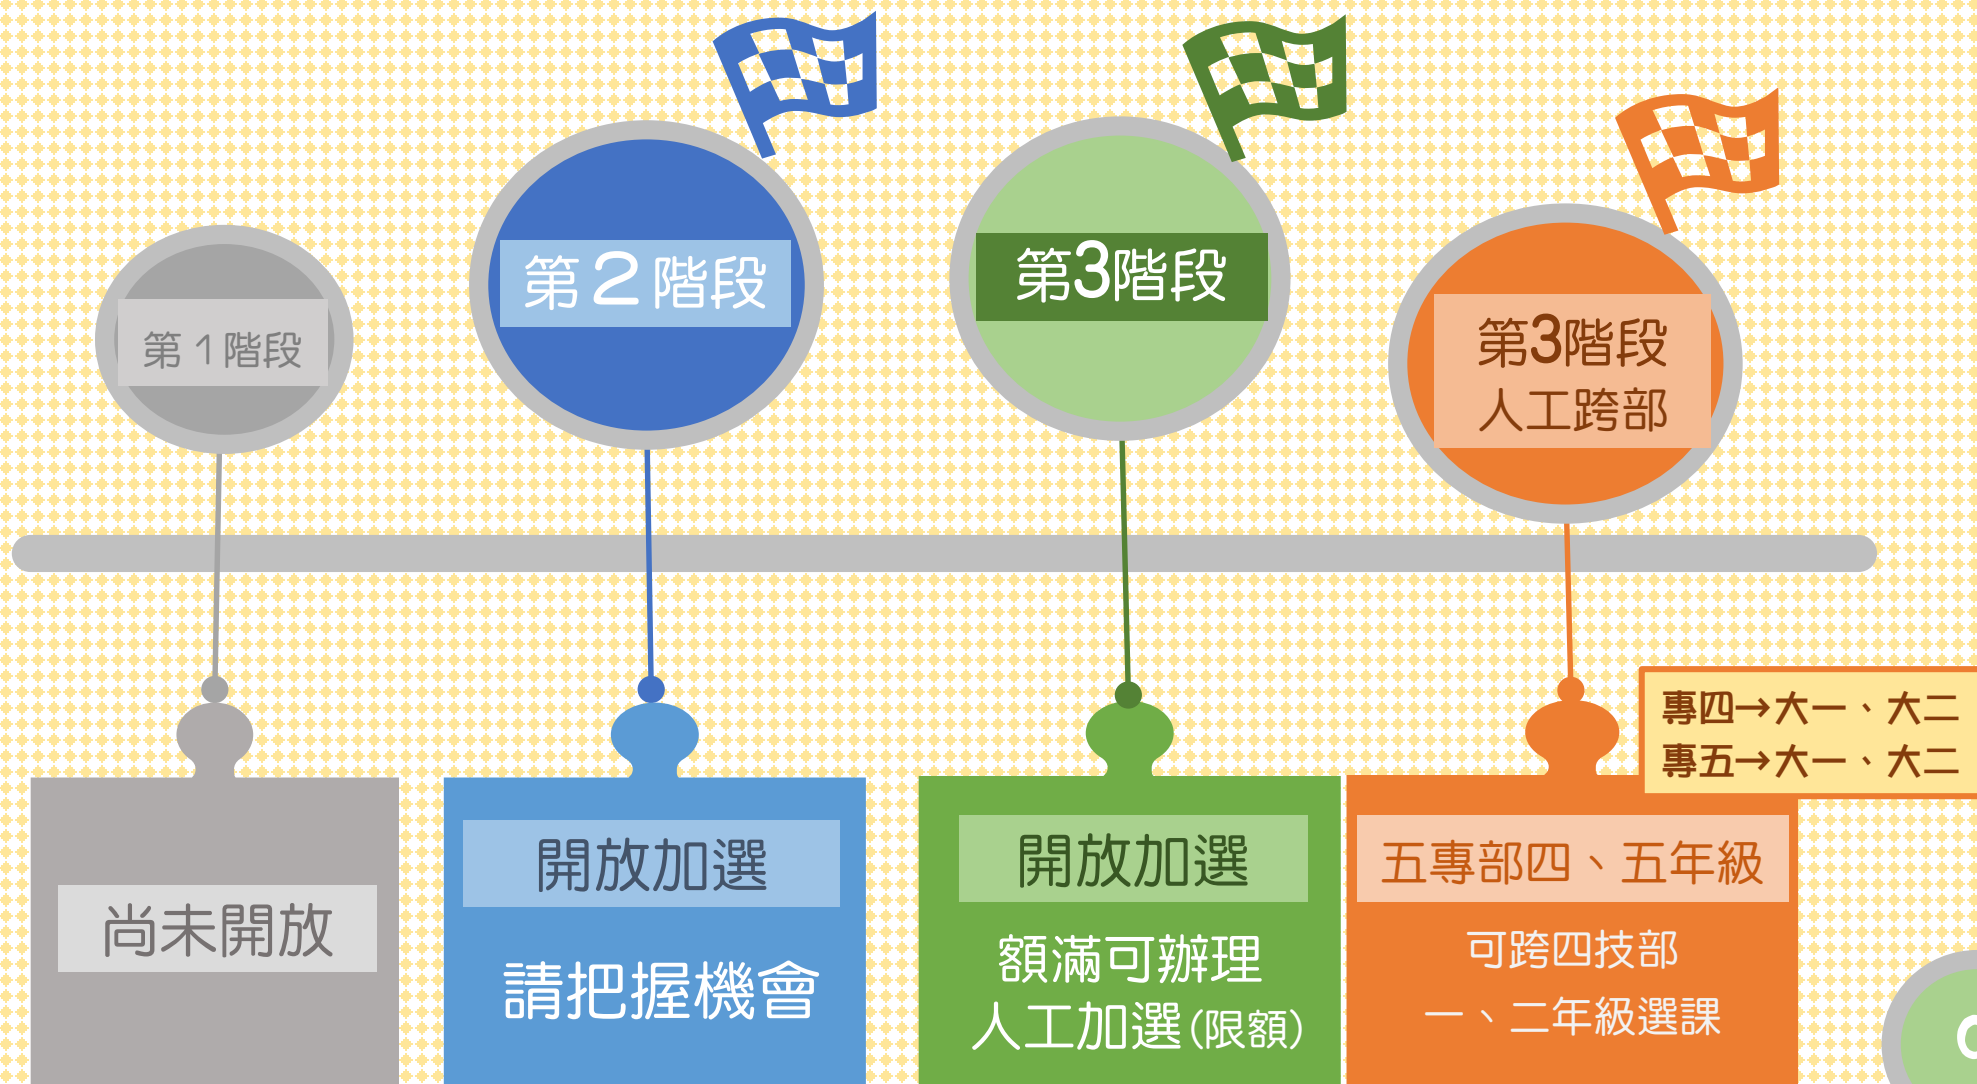 第1階段
尚未開放
第2階段
開放加選
請把握機會
第3階段
開放加選
額滿可辦理
人工加選(限額)
第3階段
人工跨部
專四→大一、大二
專五→大一、大二
五專部四、五年級
可跨四技部
一、二年級選課